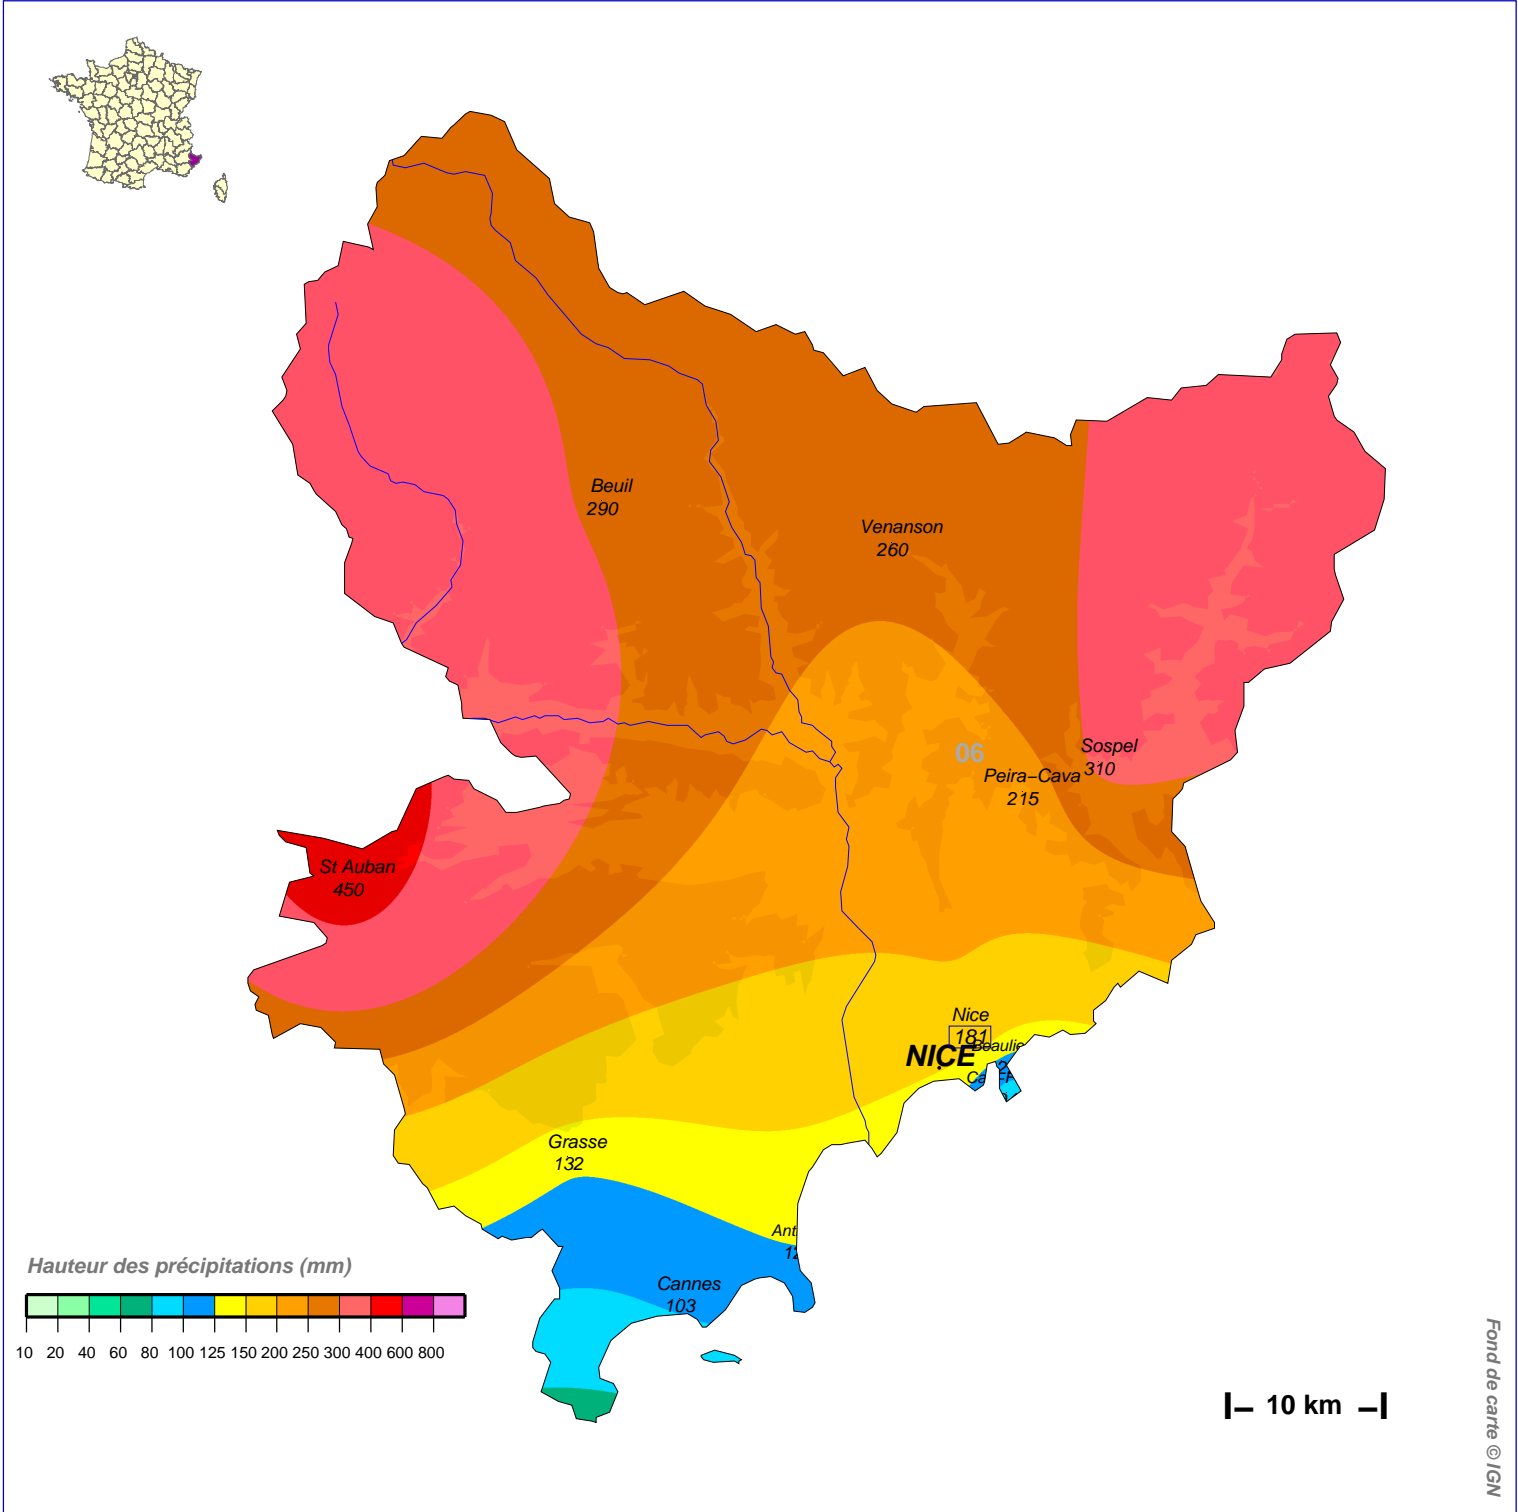 Beuil
290
Venanson
260
06
Sospel
310
Peira−Cava
215
St Auban
450
Nice
181
NICE
Grasse
132
Cannes
103
Hauteur des précipitations (mm)
10 20 40 60 80 100 125 150 200 250 300 400 600 800
10 km
Fond de carte © IGN